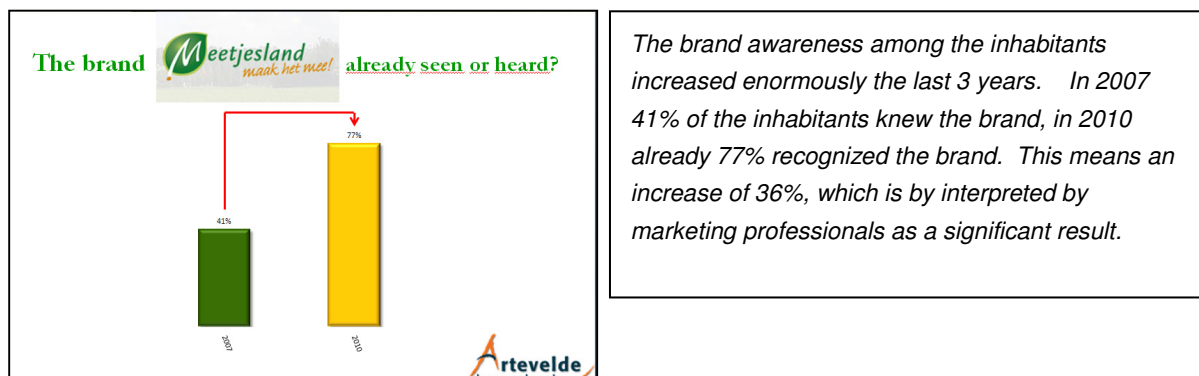 The brand Meetjesland already seen or heard?
maak het mee!
77%
41%
2007
2010
Artevelde
The brand awareness among the inhabitants
increased enormously the last 3 years. In 2007
41% of the inhabitants knew the brand, in 2010
already 77% recognized the brand. This means an
increase of 36%, which is by interpreted by
marketing professionals as a significant result.